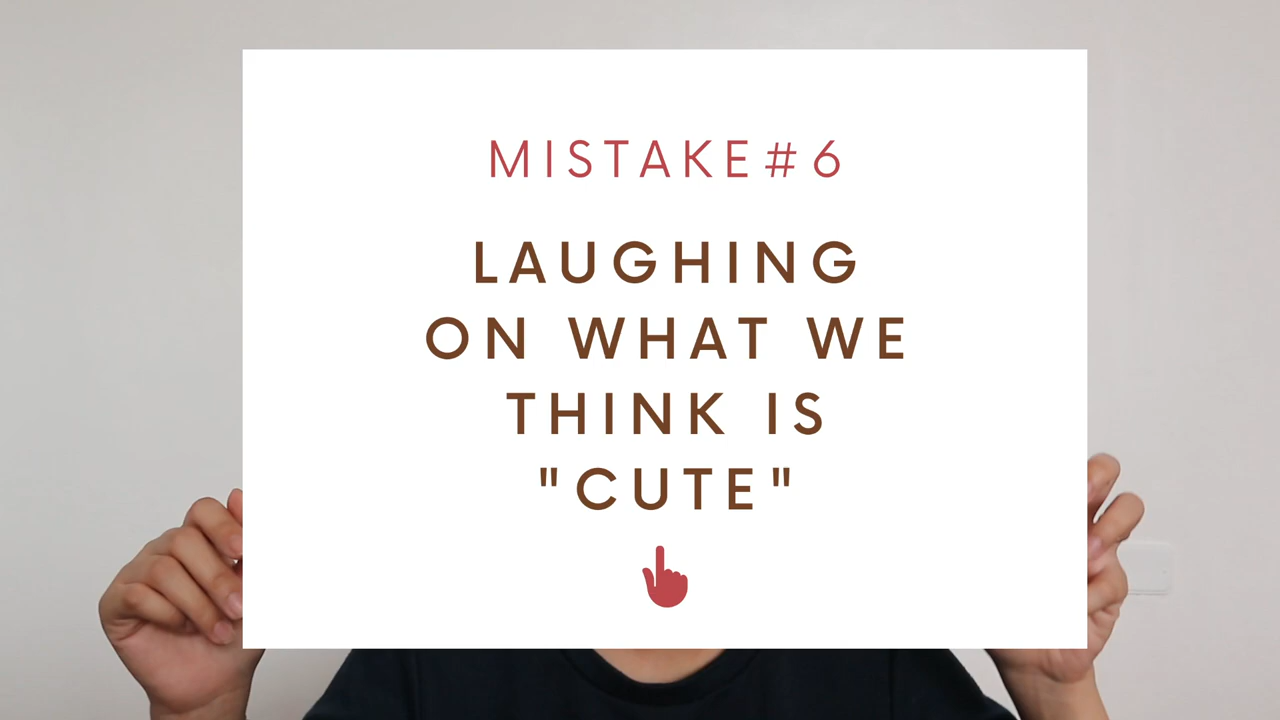 MISTAKE#6
LAUGHING
ON WHAT WE
THINK IS
"CUTE"